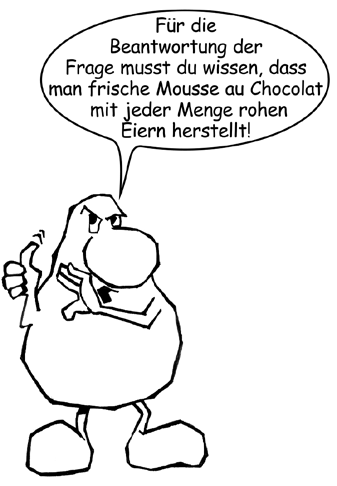 Für die
Beantwortung der
Frage musst du wissen, dass
man frische Mousse au Chocolat
mit jeder Menge rohen
Eiern herstellt!